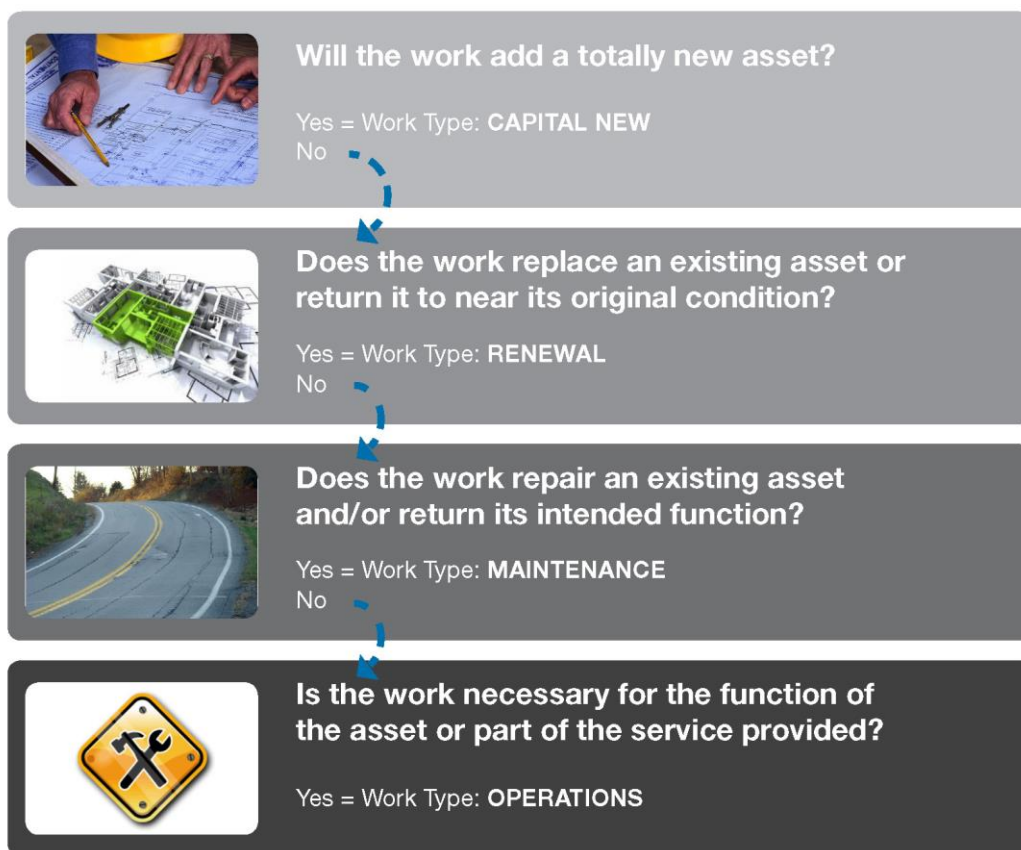 Will the work add a totally new asset?
Yes = Work Type: CAPITAL NEW
No
Does the work replace an existing asset or
return it to near its original condition?
Yes = Work Type: RENEWAL
No
Does the work repair an existing asset
and/or return its intended function?
Yes = Work Type: MAINTENANCE
No
Is the work necessary for the function of
the asset or part of the service provided?
Yes = Work Type: OPERATIONS